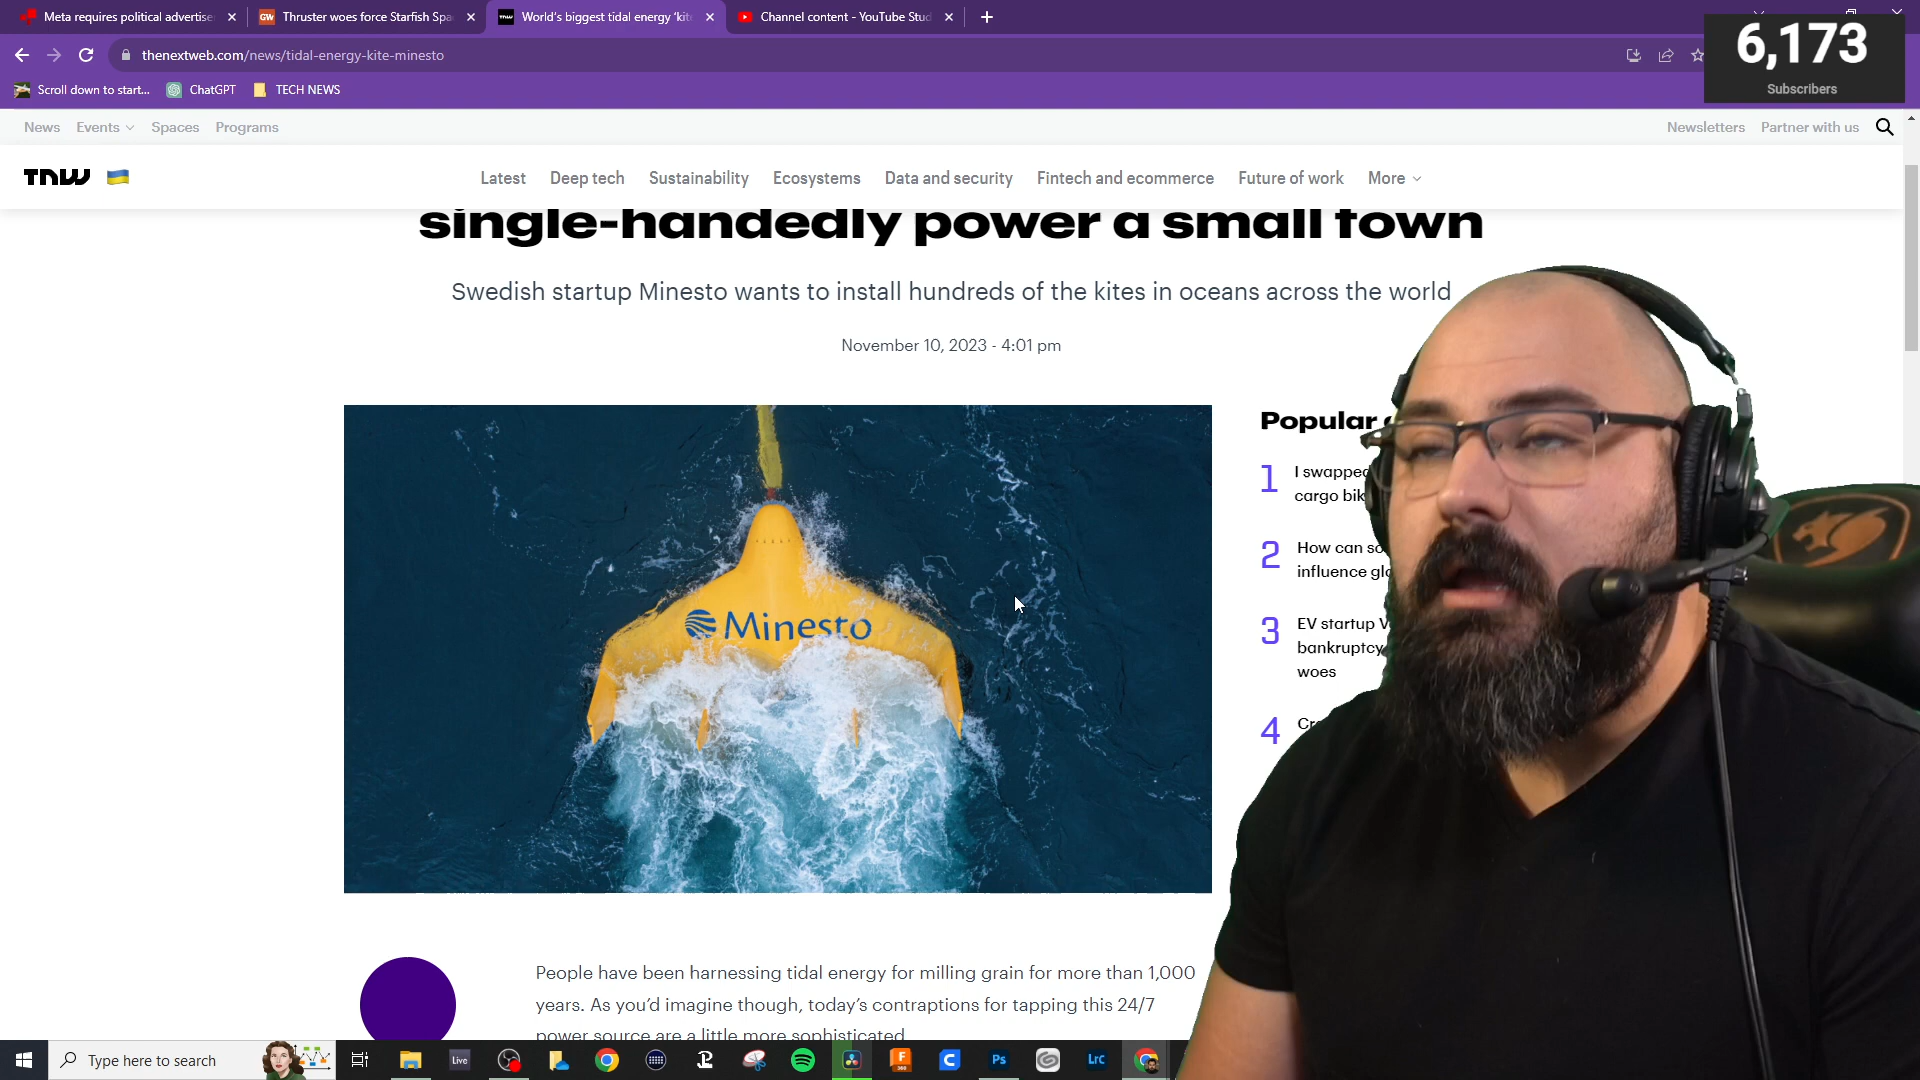 Meta requires political advertise
Thruster woes force Starfish Spa
World's biggest tidal energy 'kit
Channel content - YouTube Stud
6,173
Subscribers
thenextweb.com/news/tidal-energy-kite-minesto
Scroll down to start...
ChatGPT
TECH NEWS
News
Events
Spaces
Programs
Newsletters
Partner with us
TNW
Latest
Deep tech
Sustainability
Ecosystems
Data and security
Fintech and ecommerce
Future of work
More
single-handedly power a small town
Swedish startup Minesto wants to install hundreds of the kites in oceans across the world
November 10, 2023 - 4:01 pm
Minesto
Popular
1
I swapped
cargo bik
2
How can so
influence glo
3
EV startup V
bankruptcy
woes
4
Cr
People have been harnessing tidal energy for milling grain for more than 1,000
years. As you'd imagine though, today's contraptions for tapping this 24/7
power source are a little more sophisticated.
Type here to search
Live
Ps
Lrc